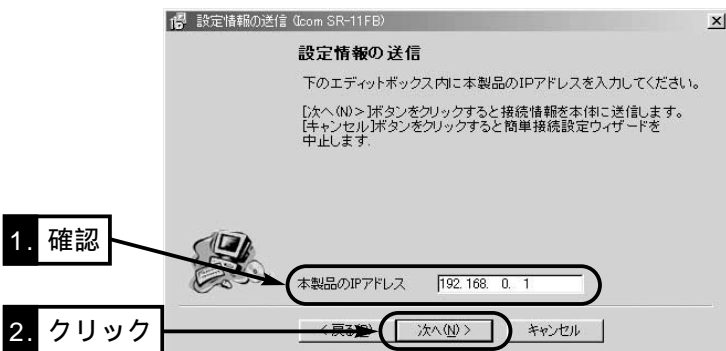 設定情報の送信 (Icom SR-11FB)
設定情報の送信
下のエディットボックス内に本製品のIPアドレスを入力してください。
[次へ(N)>]ボタンをクリックすると接続情報を本体に送信します。
[キャンセル]ボタンをクリックすると簡単接続設定ウィザードを
中止します.
1. 確認
本製品のIPアドレス 192.168. 0. 1
2. クリック
< 戻る(B) 次へ(N) > キャンセル